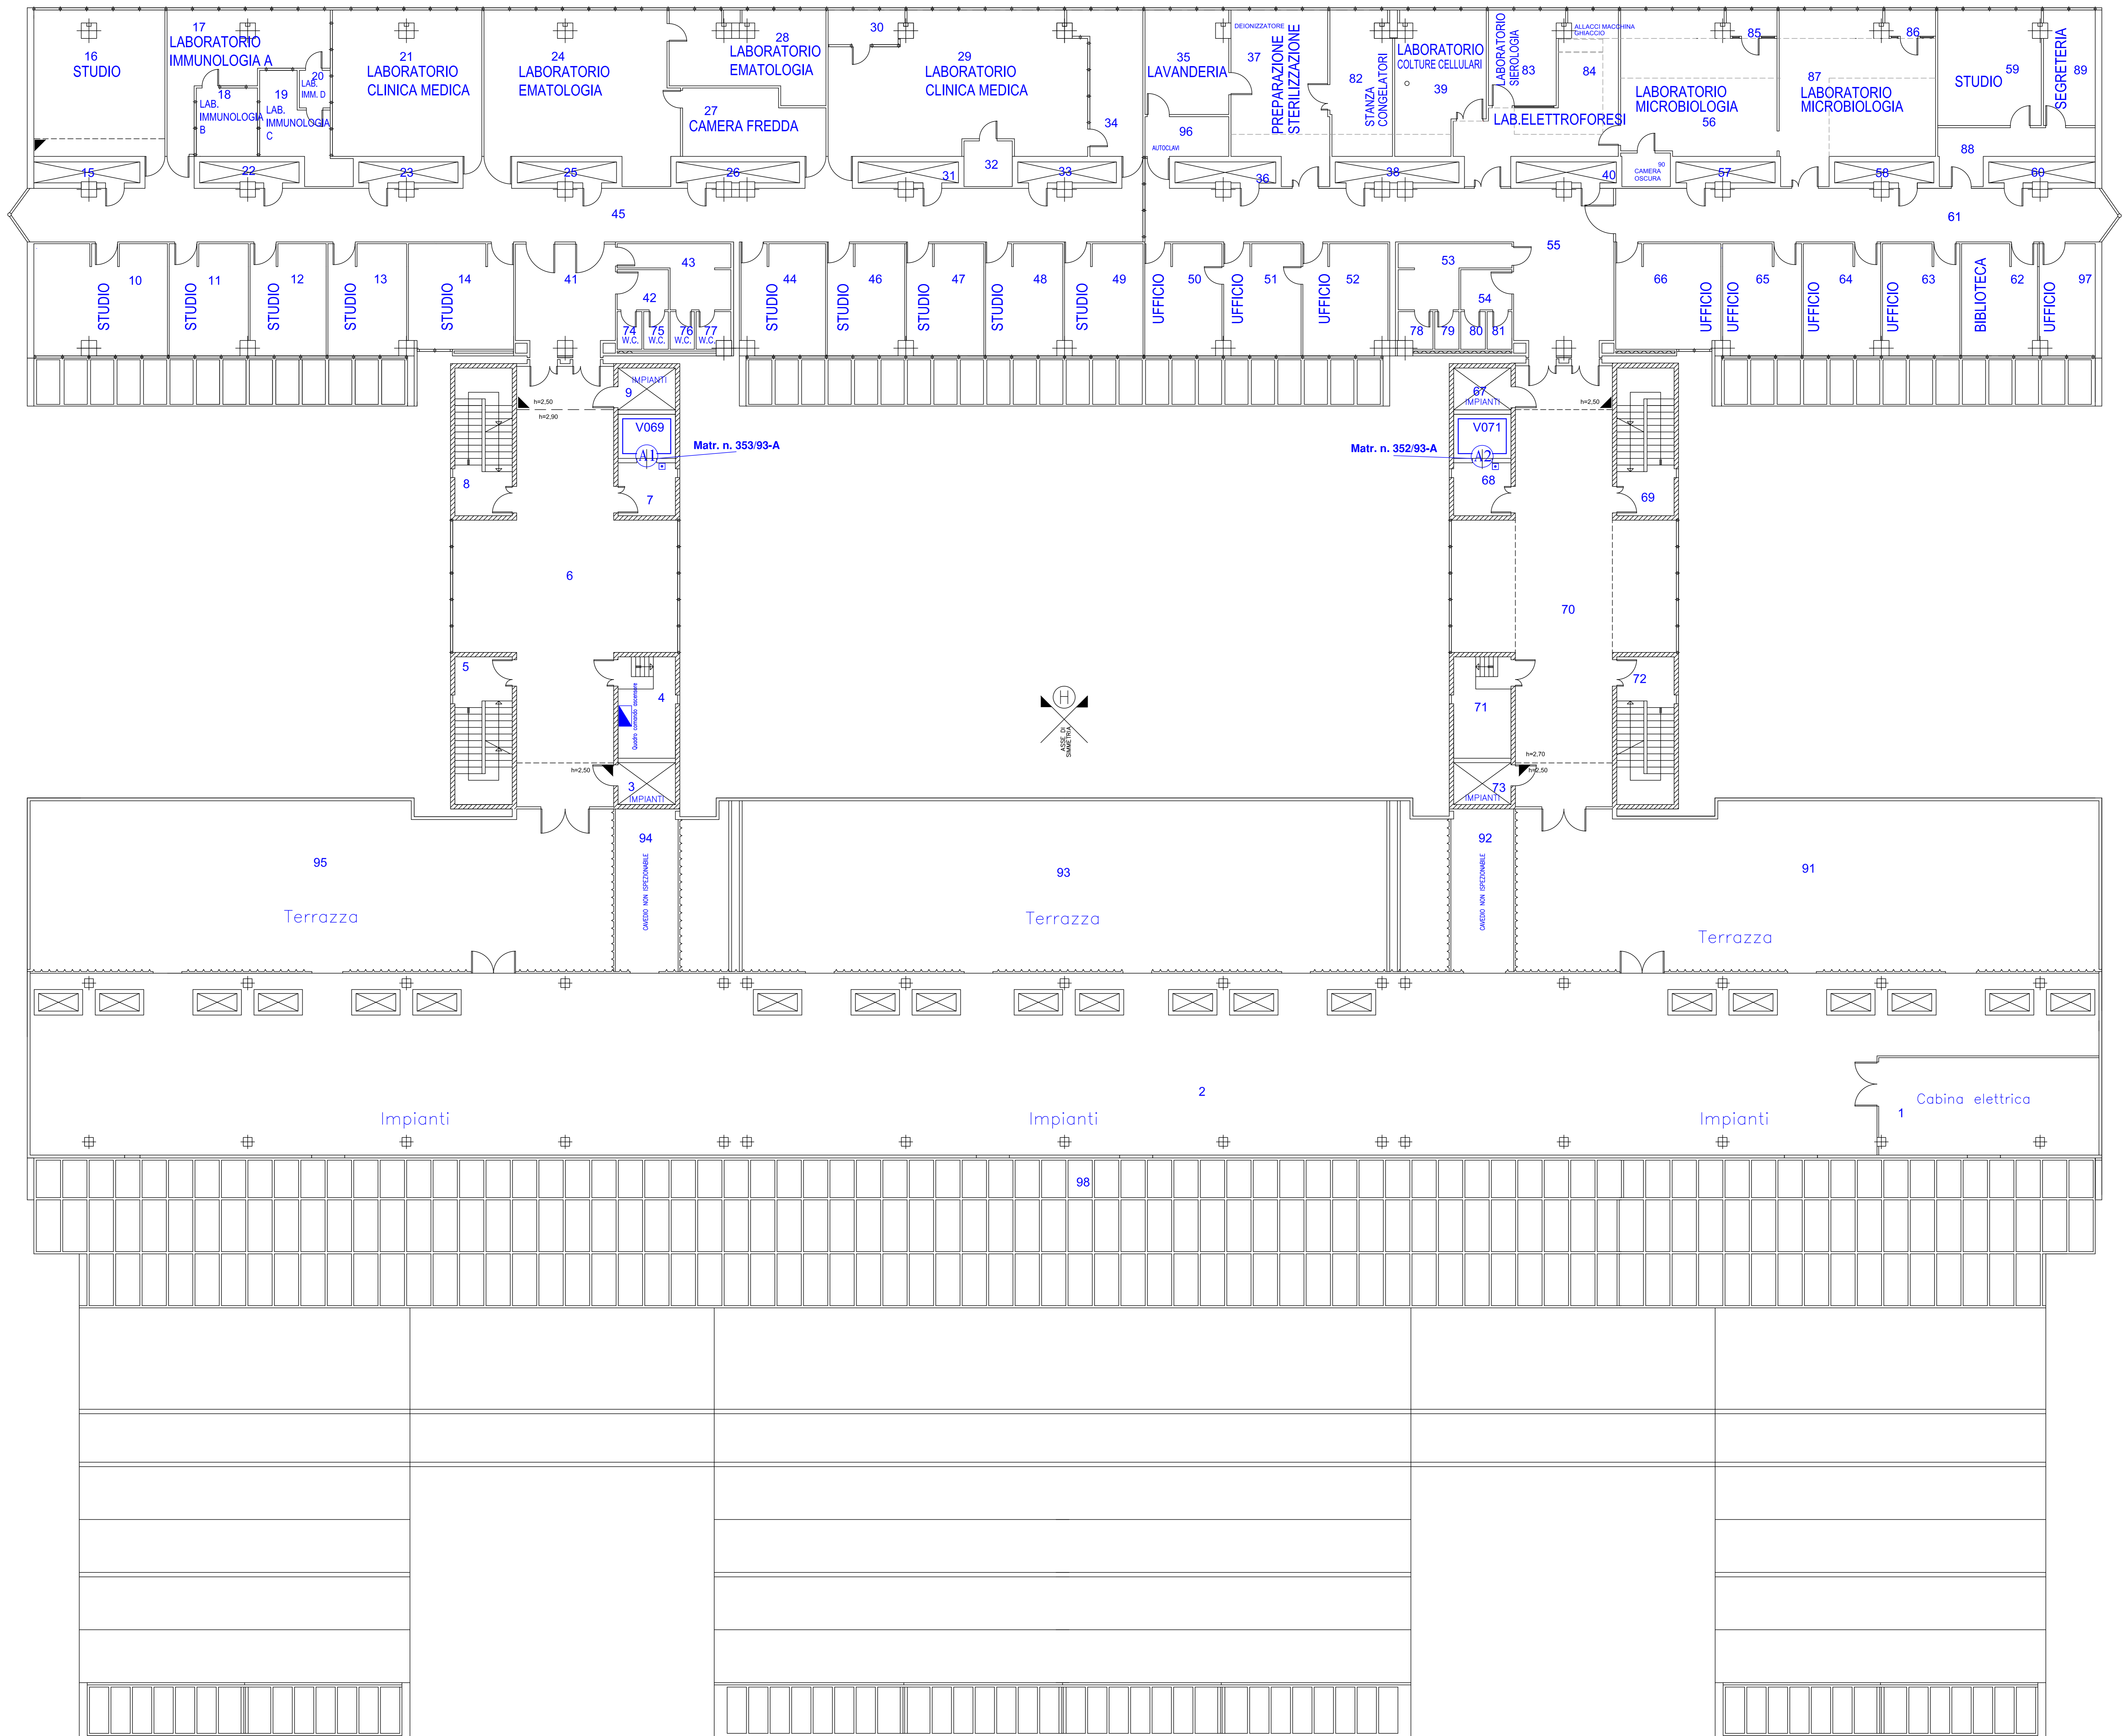 16
STUDIO
17
LABORATORIO
IMMUNOLOGIA A
18
LAB.
IMMUNOLOGIA
B
19
LAB.
IMMUNOLOGIA
C
20
LAB.
IMM. D
21
LABORATORIO
CLINICA MEDICA
24
LABORATORIO
EMATOLOGIA
28
LABORATORIO
EMATOLOGIA
27
CAMERA FREDDA
30
29
LABORATORIO
CLINICA MEDICA
34
32
35
LAVANDERIA
96
AUTOCLAVI
DEIONIZZATORE
37
PREPARAZIONE
STERILIZZAZIONE
82
STANZA
CONGELATORI
LABORATORIO
COLTURE CELLULARI
39
LABORATORIO
SIEROLOGIA
83
ALLACCI MACCHINA
GHIACCIO
84
LAB.ELETTROFORESI
85
LABORATORIO
MICROBIOLOGIA
56
86
87
LABORATORIO
MICROBIOLOGIA
59
STUDIO
SEGRETERIA
89
88
90
CAMERA
OSCURA
15
22
23
25
26
31
33
36
38
40
57
58
60
45
61
55
10
STUDIO
11
STUDIO
12
STUDIO
13
STUDIO
14
STUDIO
41
43
42
74
W.C.
75
W.C.
76
W.C.
77
W.C.
44
STUDIO
46
STUDIO
47
STUDIO
48
STUDIO
49
STUDIO
50
UFFICIO
51
UFFICIO
52
UFFICIO
53
54
78
79
80
81
66
UFFICIO
65
UFFICIO
64
UFFICIO
63
UFFICIO
62
BIBLIOTECA
97
UFFICIO
IMPIANTI
9
h=2,50
h=2,90
V069
A1
Matr. n. 353/93-A
8
7
67
IMPIANTI
h=2,50
V071
A2
Matr. n. 352/93-A
68
69
6
70
5
4
Quadro comando ascensore
h=2,50
3
IMPIANTI
H
ASSE DI
SIMMETRIA
71
72
h=2,70
h=2,50
73
IMPIANTI
95
Terrazza
94
CAVEDIO NON ISPEZIONABILE
93
Terrazza
92
CAVEDIO NON ISPEZIONABILE
91
Terrazza
2
Impianti
Impianti
Impianti
1
Cabina elettrica
98